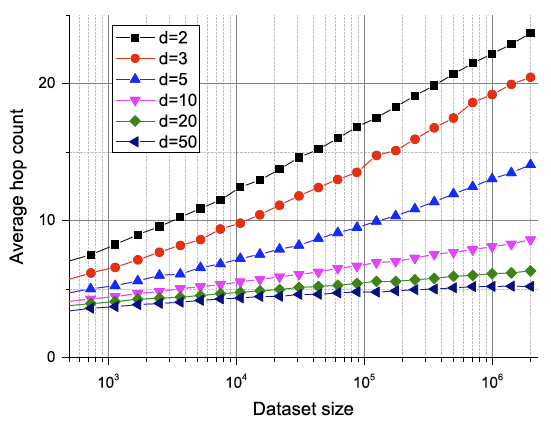 d=2
d=3
d=5
d=10
d=20
d=50
20
10
0
Average hop count
10³
10⁴
10⁵
10⁶
Dataset size